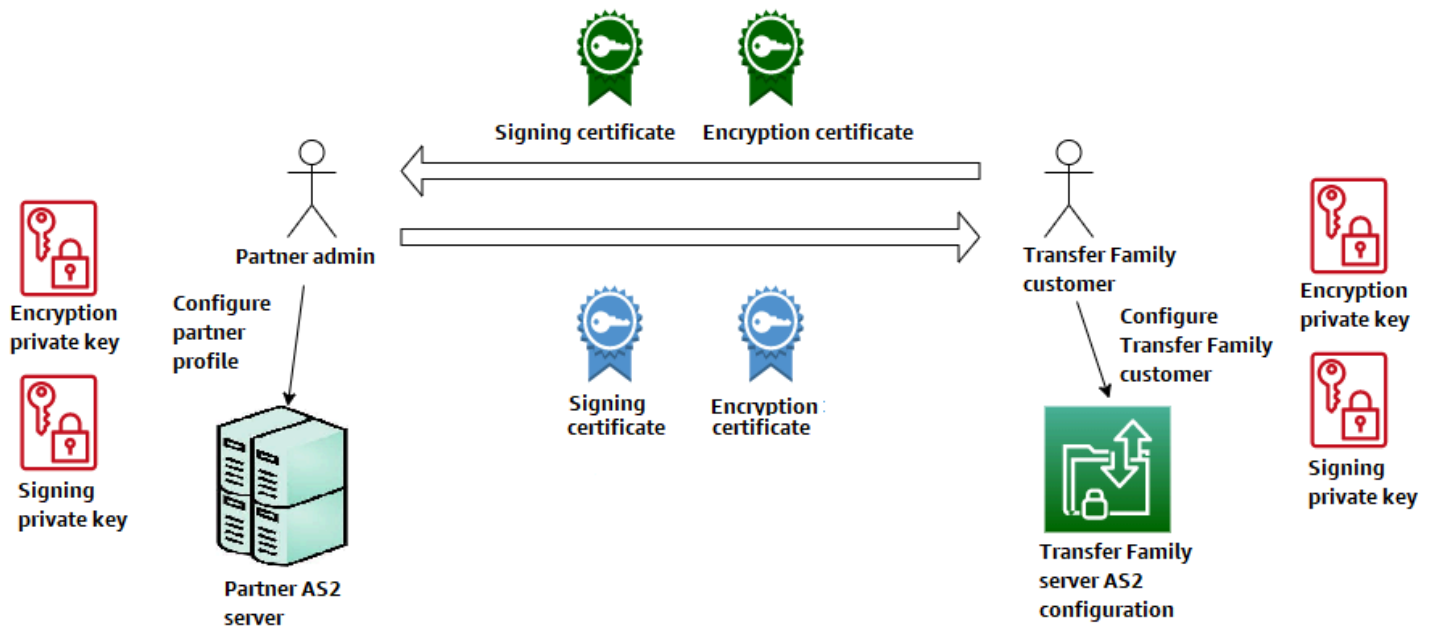 Signing certificate
Encryption certificate
Partner admin
Transfer Family
customer
Encryption
private key
Configure
partner
profile
Signing
certificate
Encryption
certificate
Configure
Transfer Family
customer
Encryption
private key
Signing
private key
Signing
private key
Partner AS2
server
Transfer Family
server AS2
configuration